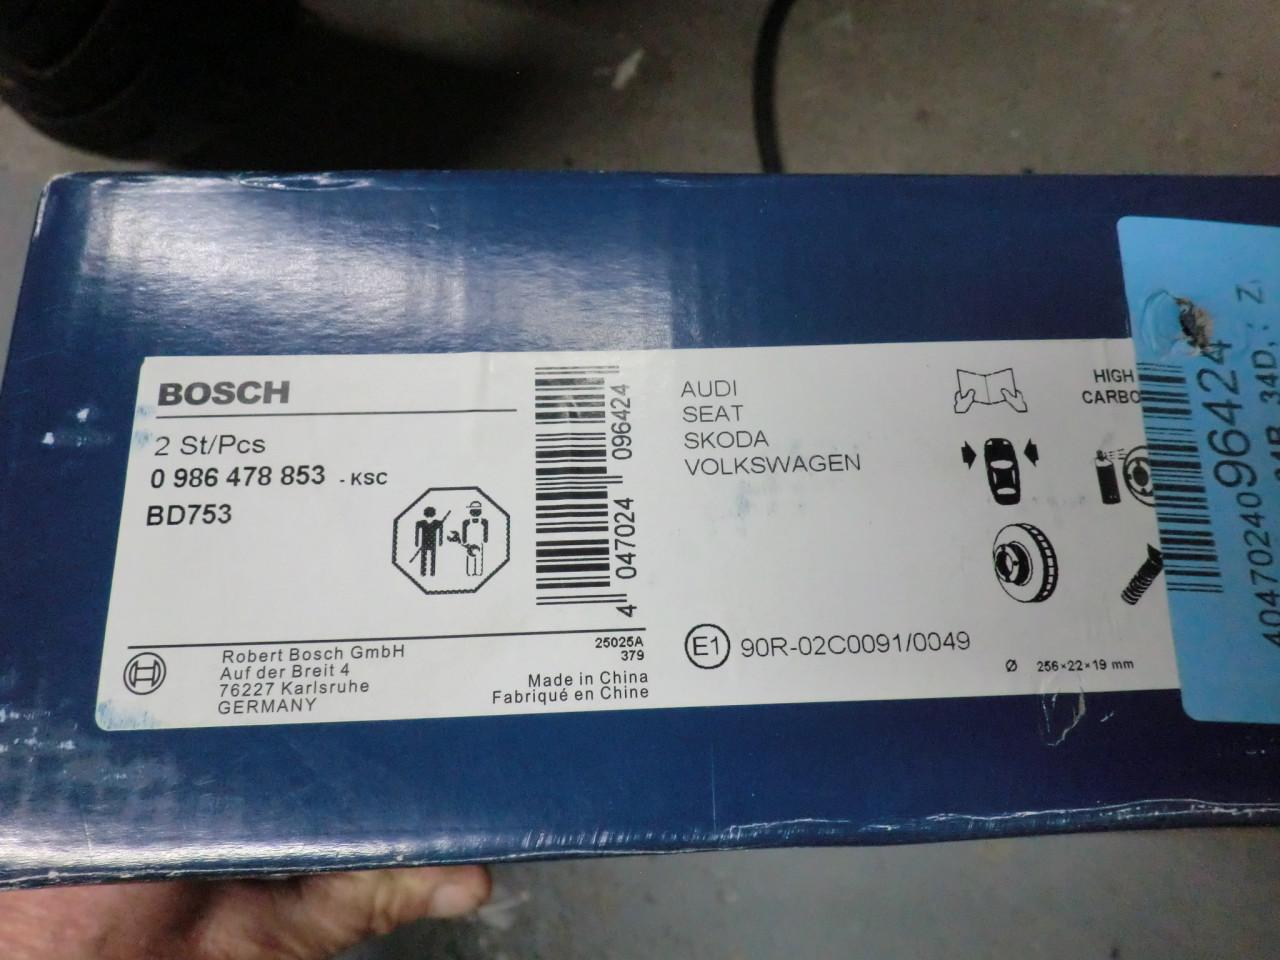 BOSCH
2 St/Pcs
0 986 478 853 - KSC
BD753
4 047024 096424
Robert Bosch GmbH
Auf der Breit 4
76227 Karlsruhe
GERMANY
25025A
379
Made in China
Fabriqué en Chine
AUDI
SEAT
SKODA
VOLKSWAGEN
HIGH
CARBO
E1 90R-02C0091/0049
Ø 256×22×19 mm
4047024096424
34D,